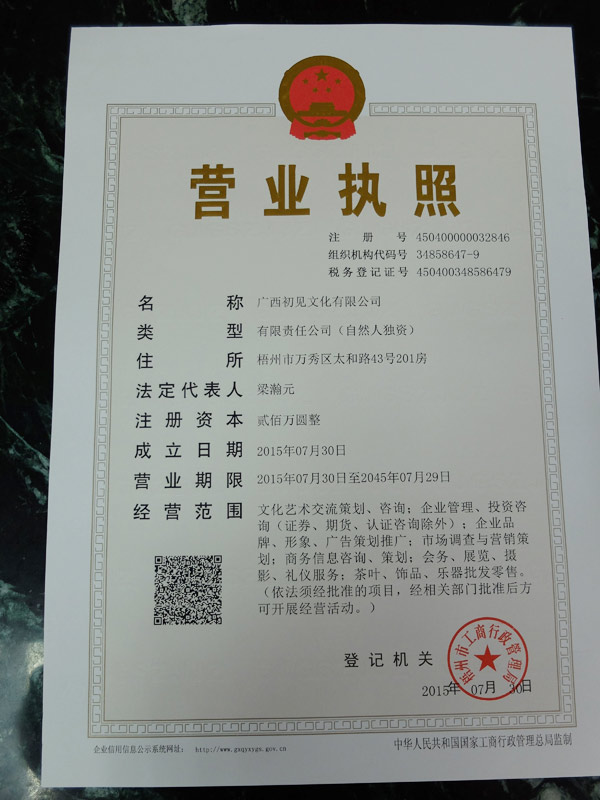 营业执照
注册号 450400000032846
组织机构代码号 34858647-9
税务登记证号 450400348586479
名称 广西初见文化有限公司
类型 有限责任公司（自然人独资）
住所 梧州市万秀区太和路43号201房
法定代表人 梁瀚元
注册资本 贰佰万圆整
成立日期 2015年07月30日
营业期限 2015年07月30日至2045年07月29日
经营范围 文化艺术交流策划、咨询；企业管理、投资咨
询（证券、期货、认证咨询除外）；企业品
牌、形象、广告策划推广；市场调查与营销策
划；商务信息咨询、策划；会务、展览、摄
影、礼仪服务；茶叶、饰品、乐器批发零售。
（依法须经批准的项目，经相关部门批准后方
可开展经营活动。）
登记机关
梧州市工商行政管理局
2015年 07月 30日
企业信用信息公示系统网址： http://www.gxqyxygs.gov.cn
中华人民共和国国家工商行政管理总局监制